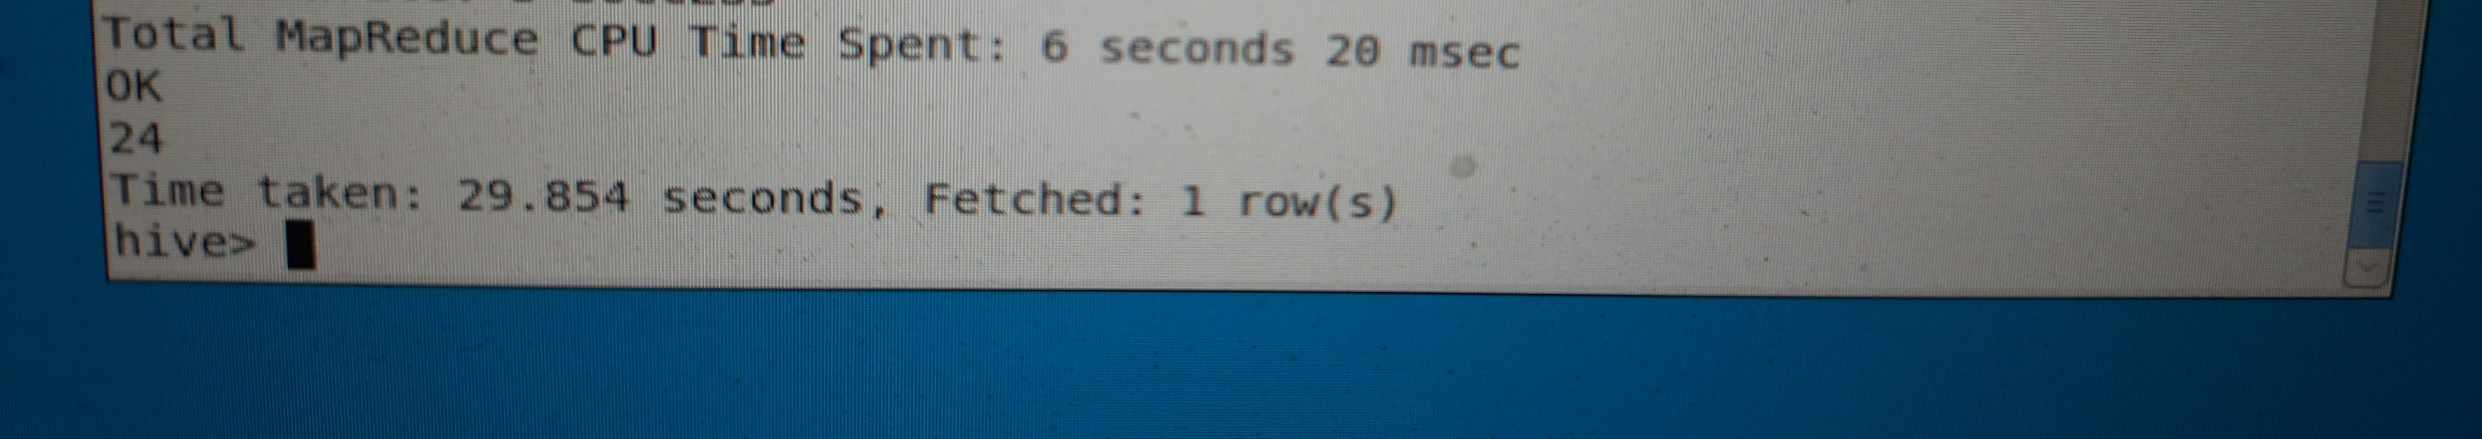 Total MapReduce CPU Time Spent: 6 seconds 20 msec
OK
24
Time taken: 29.854 seconds, Fetched: 1 row(s)
hive>